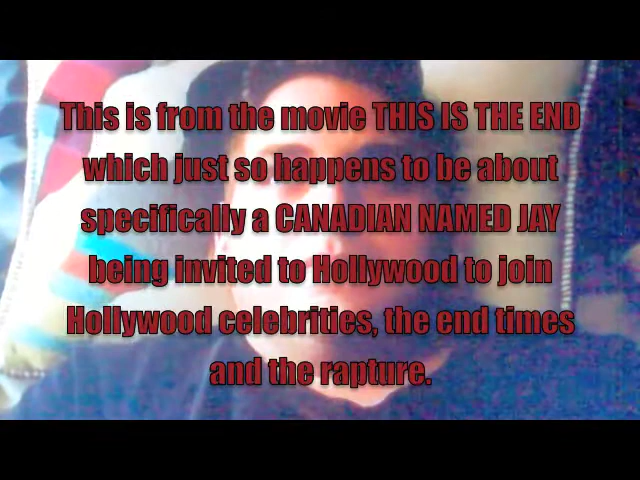 This is from the movie THIS IS THE END
which just so happens to be about
specifically a CANADIAN NAMED JAY
being invited to Hollywood to join
Hollywood celebrities, the end times
and the rapture.